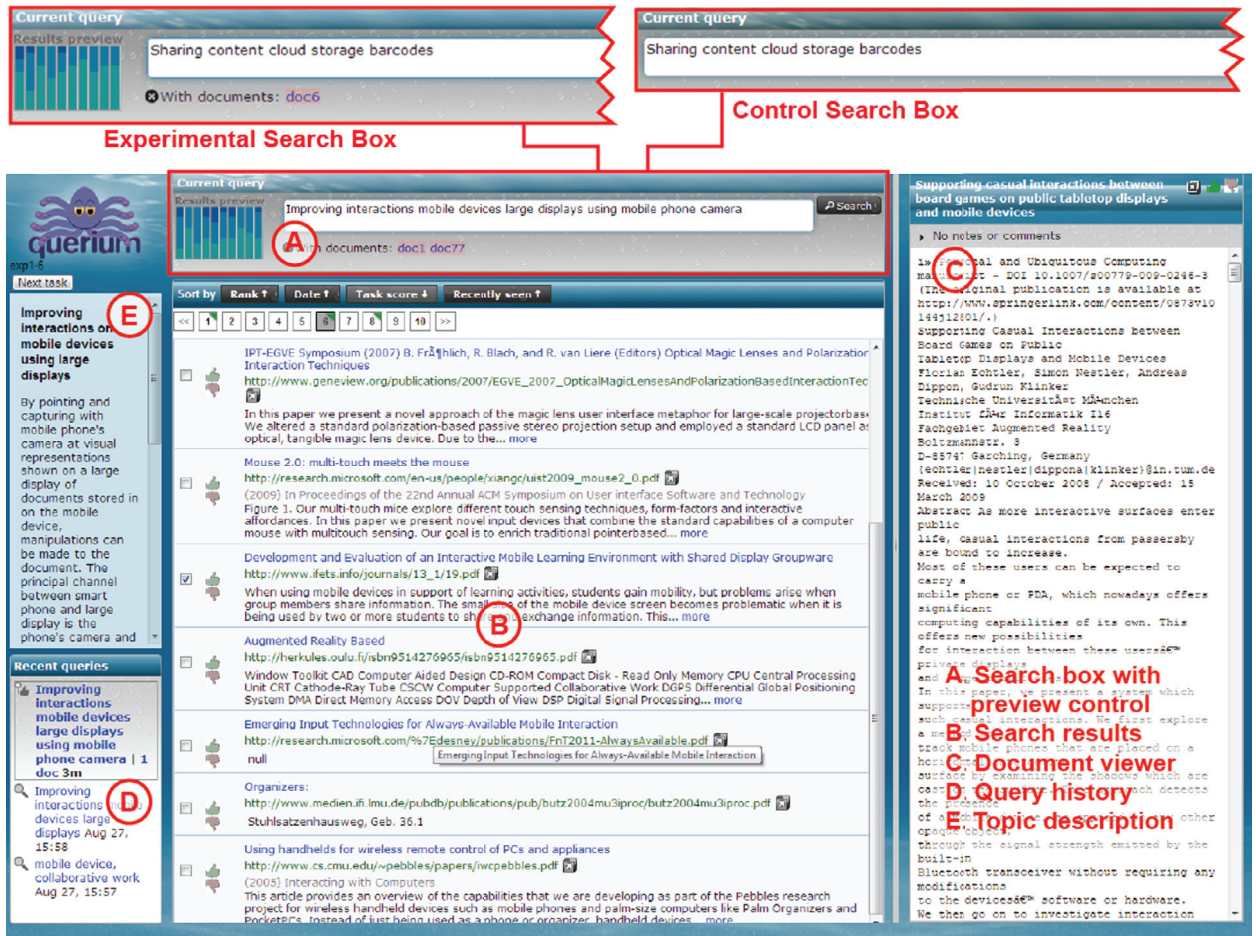 Current query
Results preview
Sharing content cloud storage barcodes
With documents: doc6
Experimental Search Box
Current query
Sharing content cloud storage barcodes
Control Search Box
querium
exp1-6
Next task
E
Improving
interactions on
mobile devices
using large
displays
By pointing and
capturing with
mobile phone's
camera at visual
representations
shown on a large
display of
documents stored in
on the mobile
device,
manipulations can
be made to the
document. The
principal channel
between smart
phone and large
display is the
phone's camera and
Recent queries
Improving
interactions
mobile devices
large displays
using mobile
phone camera | 1
doc 3m
D
Improving
interactions mobile
devices large
displays Aug 27,
15:58
mobile device,
collaborative work
Aug 27, 15:57
Current query
Results preview
Improving interactions mobile devices large displays using mobile phone camera
Search
A
With documents: doc1 doc77
Sort by Rank ↑ Date ↑ Task score ↓ Recently seen ↑
<< 1 2 3 4 5 6 7 8 9 10 >>
IPT-EGVE Symposium (2007) B. FrÃ¶hlich, R. Blach, and R. van Liere (Editors) Optical Magic Lenses and Polarization
Interaction Techniques
http://www.geneview.org/publications/2007/EGVE_2007_OpticalMagicLensesAndPolarizationBasedInteractionTec
In this paper we present a novel approach of the magic lens user interface metaphor for large-scale projectorbase
We altered a standard polarization-based passive stereo projection setup and employed a standard LCD panel as
optical, tangible magic lens device. Due to the... more
Mouse 2.0: multi-touch meets the mouse
http://research.microsoft.com/en-us/people/xiangc/uist2009_mouse2_0.pdf
(2009) In Proceedings of the 22nd Annual ACM Symposium on User interface Software and Technology
Figure 1. Our multi-touch mice explore different touch sensing techniques, form-factors and interactive
affordances. In this paper we present novel input devices that combine the standard capabilities of a computer
mouse with multitouch sensing. Our goal is to enrich traditional pointerbased... more
Development and Evaluation of an Interactive Mobile Learning Environment with Shared Display Groupware
http://www.ifets.info/journals/13_1/19.pdf
When using mobile devices in support of learning activities, students gain mobility, but problems arise when
group members share information. The small size of the mobile device screen becomes problematic when it is
being used by two or more students to share and exchange information. This... more
B
Augmented Reality Based
http://herkules.oulu.fi/isbn9514276965/isbn9514276965.pdf
Window Toolkit CAD Computer Aided Design CD-ROM Compact Disk - Read Only Memory CPU Central Processing
Unit CRT Cathode-Ray Tube CSCW Computer Supported Collaborative Work DGPS Differential Global Positioning
System DMA Direct Memory Access DOV Depth of View DSP Digital Signal Processing... more
Emerging Input Technologies for Always-Available Mobile Interaction
http://research.microsoft.com/%7Edesney/publications/FnT2011-AlwaysAvailable.pdf
Emerging Input Technologies for Always-Available Mobile Interaction
null
Organizers:
http://www.medien.ifi.lmu.de/pubdb/publications/pub/butz2004mu3iproc/butz2004mu3iproc.pdf
Stuhlsatzenhausweg, Geb. 36.1
Using handhelds for wireless remote control of PCs and appliances
http://www.cs.cmu.edu/~pebbles/papers/iwcpebbles.pdf
(2005) Interacting with Computers
This article provides an overview of the capabilities that we are developing as part of the Pebbles research
project for wireless handheld devices such as mobile phones and palm-size computers like Palm Organizers and
PocketPCs. Instead of just being used as a phone or organizer, handheld devices... more
Supporting casual interactions between
board games on public tabletop displays
and mobile devices
No notes or comments
C
Personal and Ubiquitous Computing
manuscript - DOI 10.1007/s00779-009-0246-3
(The original publication is available at
http://www.springerlink.com/content/0873v10
144312801/.)
Supporting Casual Interactions between
Board Games on Public
Tabletop Displays and Mobile Devices
Florian Echtler, Simon Nestler, Andreas
Dippon, Gudrun Klinker
Technische UniversitÃ¤t MÃ¼nchen
Institut fÃ¼r Informatik I16
Fachgebiet Augmented Reality
Boltzmannstr. 3
D-85747 Garching, Germany
{echtler|nestler|dippona|klinker}@in.tum.de
Received: 10 October 2008 / Accepted: 15
March 2009
Abstract As more interactive surfaces enter
public
life, casual interactions from passersby
are bound to increase.
Most of these users can be expected to
carry a
mobile phone or PDA, which nowadays offers
significant
computing capabilities of its own. This
offers new possibilities
for interaction between these usersâ€™
private displays
and
In this paper, we present a system which
supports
such casual interactions. We first explore
a
track mobile phones that are placed on a
surface by examining the shadows which are
which detects
the presence
of other
opaque object,
through the signal strength emitted by the
built-in
Bluetooth transceiver without requiring any
modifications
to the devicesâ€™ software or hardware.
We then go on to investigate interaction
A. Search box with
preview control
B. Search results
C. Document viewer
D. Query history
E. Topic description